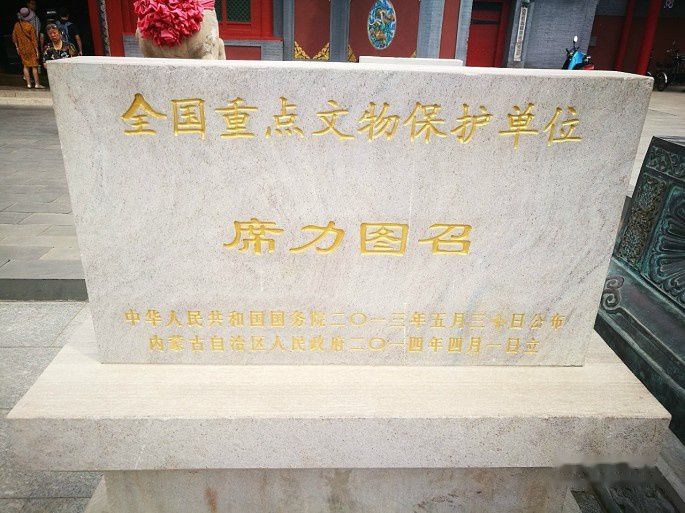 全国重点文物保护单位
席力图召
中华人民共和国国务院二〇一三年五月三日公布
内蒙古自治区人民政府二〇一四年四月一日立